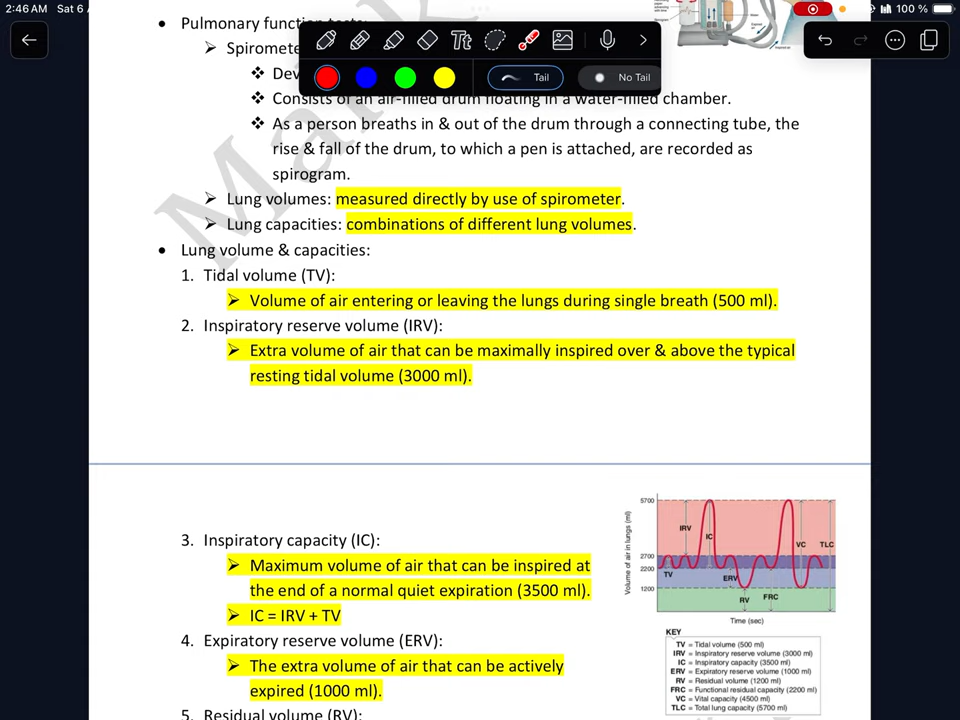 2:46 AM Sat 6
100 %
Pulmonary function tests:
Tt
Tail
No Tail
Consists of an air-filled drum floating in a water-filled chamber.
As a person breaths in & out of the drum through a connecting tube, the
rise & fall of the drum, to which a pen is attached, are recorded as
spirogram.
Lung volumes: measured directly by use of spirometer.
Lung capacities: combinations of different lung volumes.
Lung volume & capacities:
1. Tidal volume (TV):
Volume of air entering or leaving the lungs during single breath (500 ml).
2. Inspiratory reserve volume (IRV):
Extra volume of air that can be maximally inspired over & above the typical
resting tidal volume (3000 ml).
3. Inspiratory capacity (IC):
Maximum volume of air that can be inspired at
the end of a normal quiet expiration (3500 ml).
IC = IRV + TV
4. Expiratory reserve volume (ERV):
The extra volume of air that can be actively
expired (1000 ml).
5. Residual volume (RV):
Volume of air in lungs (ml)
5700
2700
2200
1200
IRV
IC
VC
TLC
TV
ERV
RV
FRC
Time (sec)
KEY
TV = Tidal volume (500 ml)
IRV = Inspiratory reserve volume (3000 ml)
IC = Inspiratory capacity (3500 ml)
ERV = Expiratory reserve volume (1000 ml)
RV = Residual volume (1200 ml)
FRC = Functional residual capacity (2200 ml)
VC = Vital capacity (4500 ml)
TLC = Total lung capacity (5700 ml)